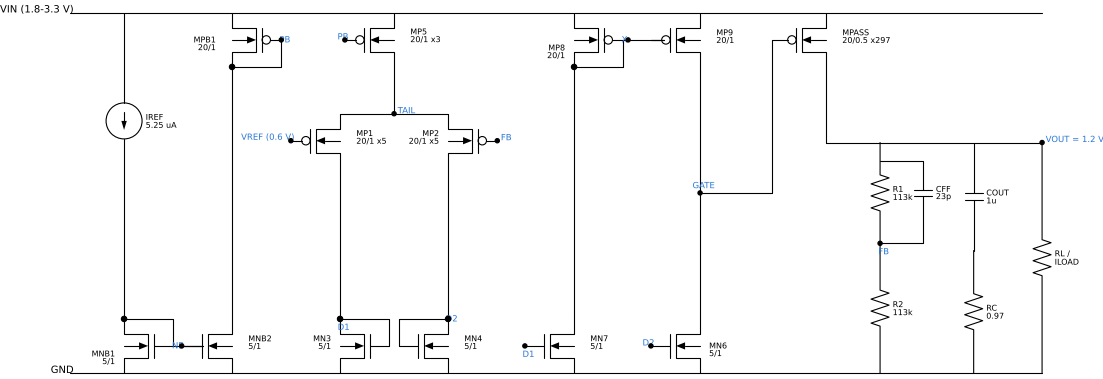 VIN (1.8-3.3 V)
MPB1
20/1
PB
PB
MP5
20/1 x3
MP8
20/1
MP9
20/1
MPASS
20/0.5 x297
IREF
5.25 uA
TAIL
VREF (0.6 V)
MP1
20/1 x5
MP2
20/1 x5
FB
VOUT = 1.2 V
GATE
R1
113k
CFF
23p
COUT
1u
FB
RL /
ILOAD
R2
113k
RC
0.97
D1
MNB1
5/1
MNB2
5/1
MN3
5/1
MN4
5/1
D1
MN7
5/1
D2
MN6
5/1
GND